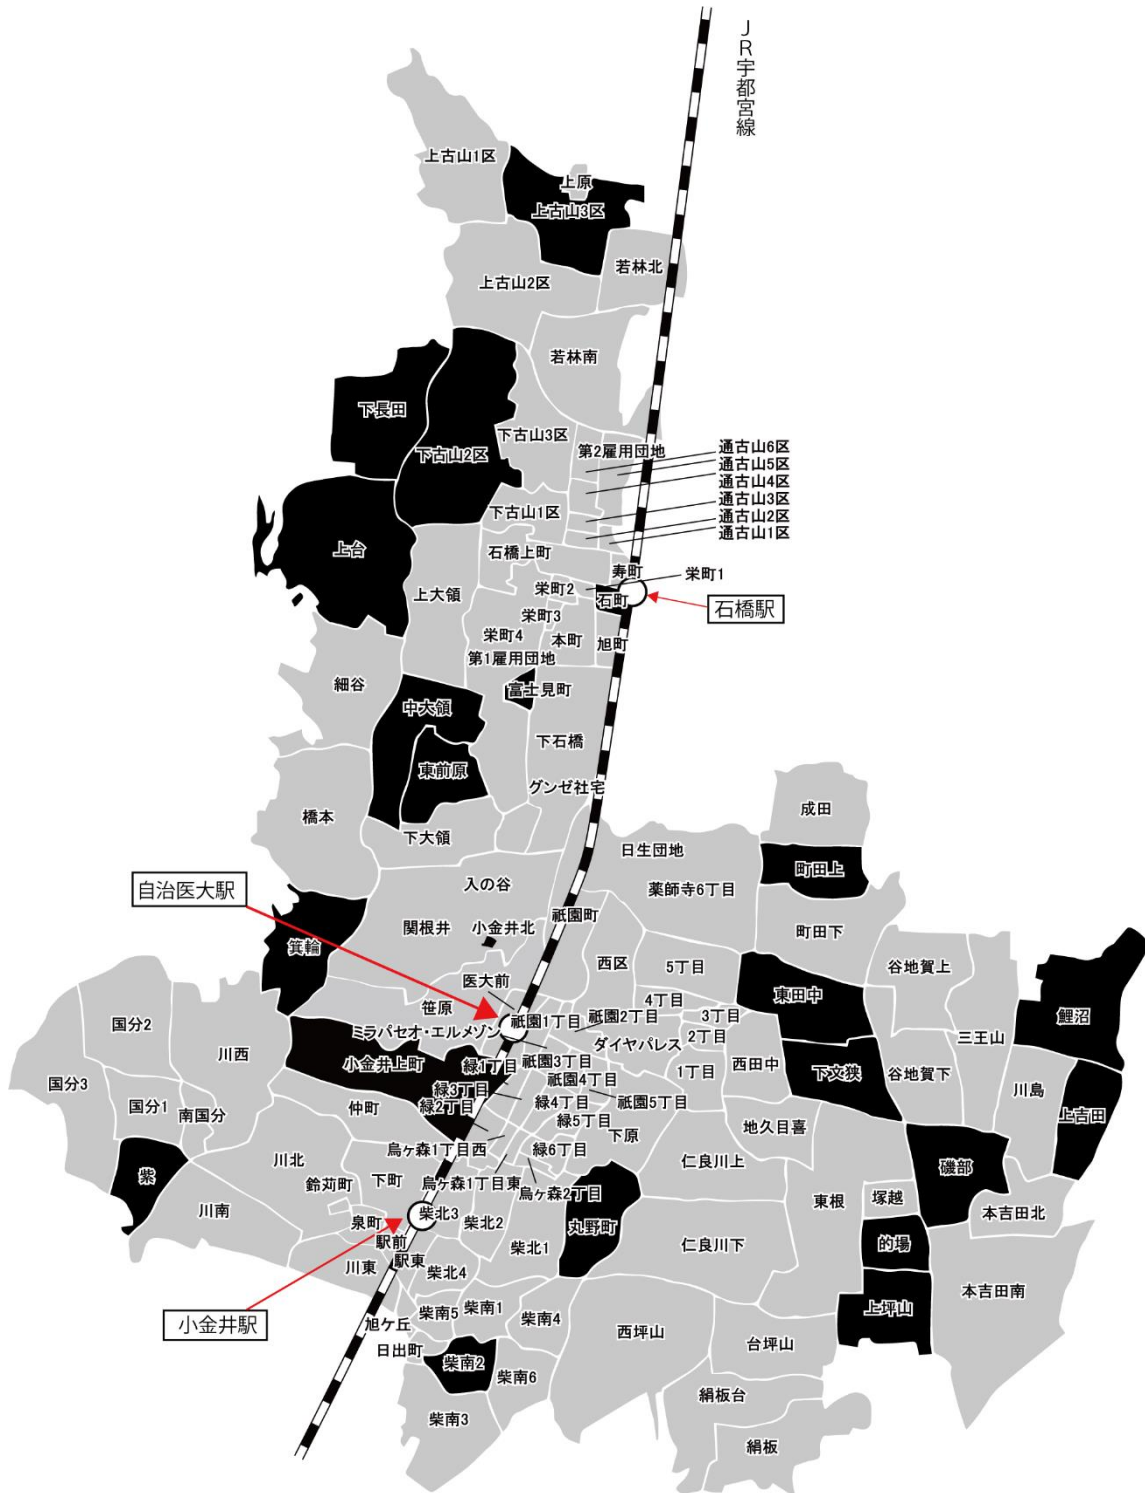 JR宇都宮線
上古山1区
上原
上古山3区
若林北
上古山2区
若林南
下長田
下古山3区
下古山2区
第2雇用団地
通古山6区
通古山5区
通古山4区
通古山3区
通古山2区
通古山1区
下古山1区
上台
石橋上町
寿町
栄町1
上大領
栄町2
石町
石橋駅
栄町3
栄町4
本町
旭町
第1雇用団地
細谷
富士見町
中大領
下石橋
東前原
グンゼ社宅
橋本
成田
下大領
日生団地
町田上
自治医大駅
入の谷
薬師寺6丁目
関根井
小金井北
祇園町
町田下
箕輪
西区
5丁目
谷地賀上
医大前
東田中
4丁目
笹原
祇園1丁目
祇園2丁目
3丁目
鯉沼
国分2
ミラパセオ・エルメゾン
ダイヤパレス
2丁目
三王山
川西
小金井上町
緑1丁目
祇園3丁目
西田中
下文狭
谷地賀下
国分3
1丁目
祇園4丁目
川島
緑3丁目
国分1
南国分
仲町
緑2丁目
緑4丁目
祇園5丁目
上吉田
緑5丁目
地久目喜
下原
烏ヶ森1丁目西
緑6丁目
川北
仁良川上
磯部
紫
鈴苅町
下町
烏ヶ森1丁目東
烏ヶ森2丁目
東根
塚越
川南
泉町
柴北3
柴北2
丸野町
本吉田北
駅前
柴北1
仁良川下
的場
川東
駅東
柴北4
本吉田南
小金井駅
旭ケ丘
柴南5
柴南1
柴南4
西坪山
上坪山
台坪山
日出町
柴南2
柴南6
絹板台
柴南3
絹板